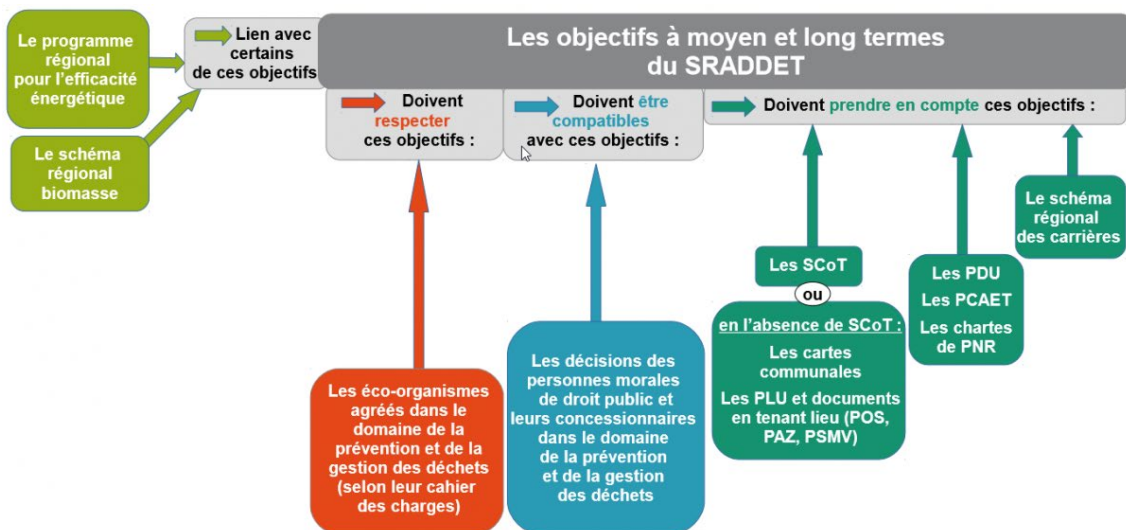 Le programme
régional
pour l'efficacité
énergétique
Le schéma
régional
biomasse
Lien avec
certains
de ces objectifs
Les objectifs à moyen et long termes
du SRADDET
Doivent
respecter
ces objectifs :
Doivent être
compatibles
avec ces objectifs :
Doivent prendre en compte ces objectifs :
Les éco-organismes
agréés dans le
domaine de la
prévention et de la
gestion des déchets
(selon leur cahier
des charges)
Les décisions des
personnes morales
de droit public et
leurs concessionnaires
dans le domaine
de la prévention
et de la gestion
des déchets
Les SCoT
ou
en l'absence de SCoT :
Les cartes
communales
Les PLU et documents
en tenant lieu (POS,
PAZ, PSMV)
Les PDU
Les PCAET
Les chartes
de PNR
Le schéma
régional
des carrières